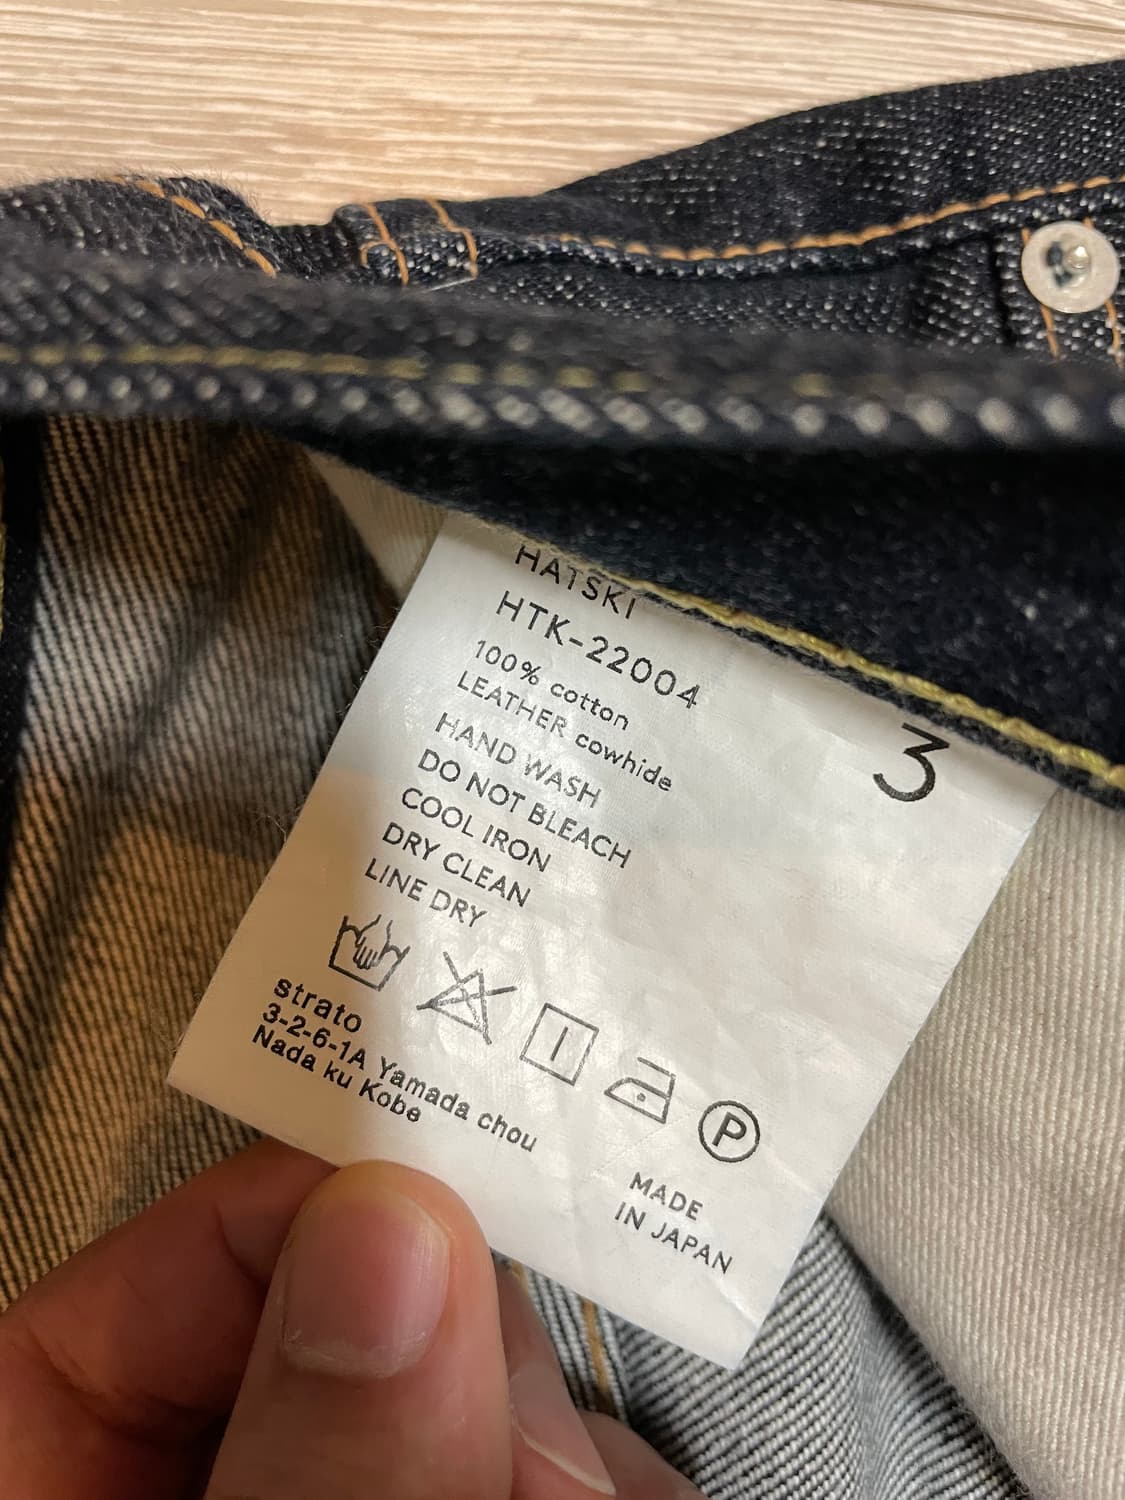 HATSKI
HTK-22004
3
100% cotton
LEATHER cowhide
HAND WASH
DO NOT BLEACH
COOL IRON
DRY CLEAN
LINE DRY
P
strato
3-2-6-1A Yamada chou
Nada ku Kobe
MADE
IN JAPAN